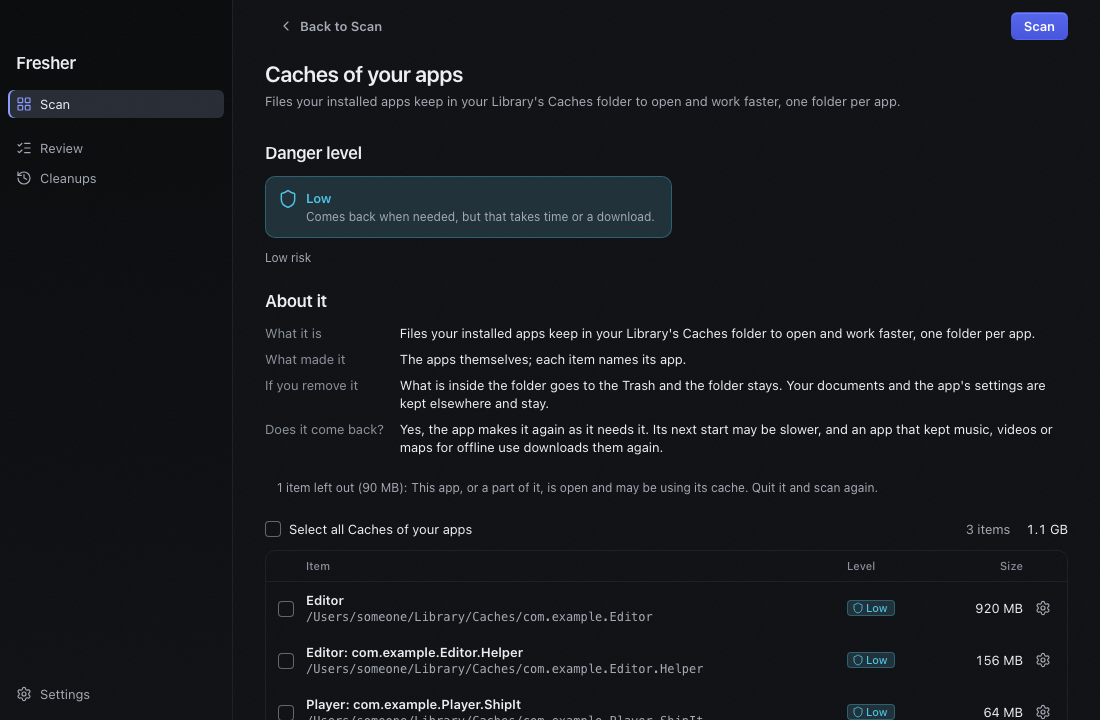 Back to Scan
Scan
Fresher
Scan
Review
Cleanups
Settings
Caches of your apps
Files your installed apps keep in your Library's Caches folder to open and work faster, one folder per app.
Danger level
Low
Comes back when needed, but that takes time or a download.
Low risk
About it
What it is
Files your installed apps keep in your Library's Caches folder to open and work faster, one folder per app.
What made it
The apps themselves; each item names its app.
If you remove it
What is inside the folder goes to the Trash and the folder stays. Your documents and the app's settings are
kept elsewhere and stay.
Does it come back?
Yes, the app makes it again as it needs it. Its next start may be slower, and an app that kept music, videos or
maps for offline use downloads them again.
1 item left out (90 MB): This app, or a part of it, is open and may be using its cache. Quit it and scan again.
Select all Caches of your apps
3 items 1.1 GB
Item Level Size
Editor
/Users/someone/Library/Caches/com.example.Editor
Low
920 MB
Editor: com.example.Editor.Helper
/Users/someone/Library/Caches/com.example.Editor.Helper
Low
156 MB
Player: com.example.Player.ShipIt
/Users/someone/Library/Caches/com.example.Player.ShipIt
Low
64 MB